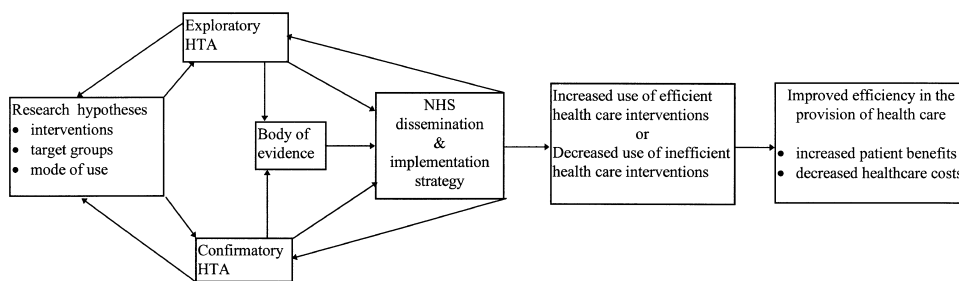 Exploratory
HTA
Research hypotheses
• interventions
• target groups
• mode of use
Body of
evidence
NHS
dissemination
&
implementation
strategy
Increased use of efficient
health care interventions
or
Decreased use of inefficient
health care interventions
Improved efficiency in the
provision of health care
• increased patient benefits
• decreased healthcare costs
Confirmatory
HTA